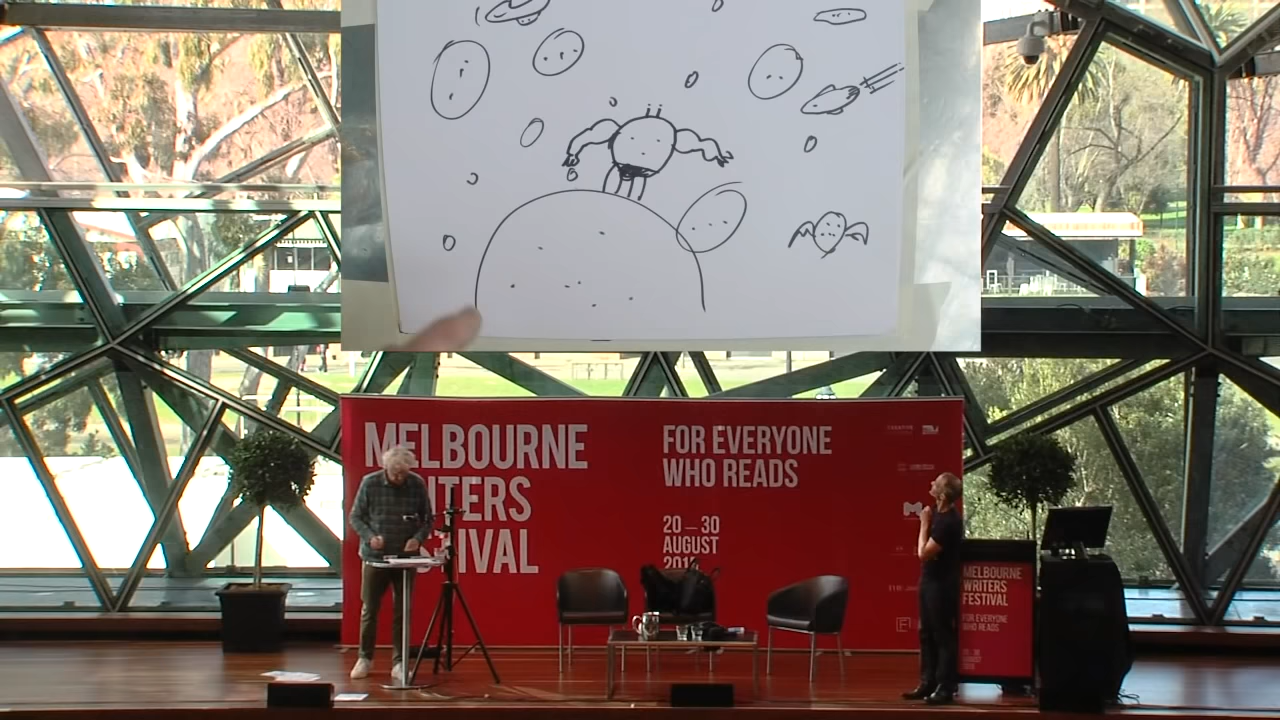 MELBOURNE
WRITERS
FESTIVAL
FOR EVERYONE
WHO READS
20 – 30
AUGUST
MELBOURNE
WRITERS
FESTIVAL
FOR EVERYONE
WHO READS